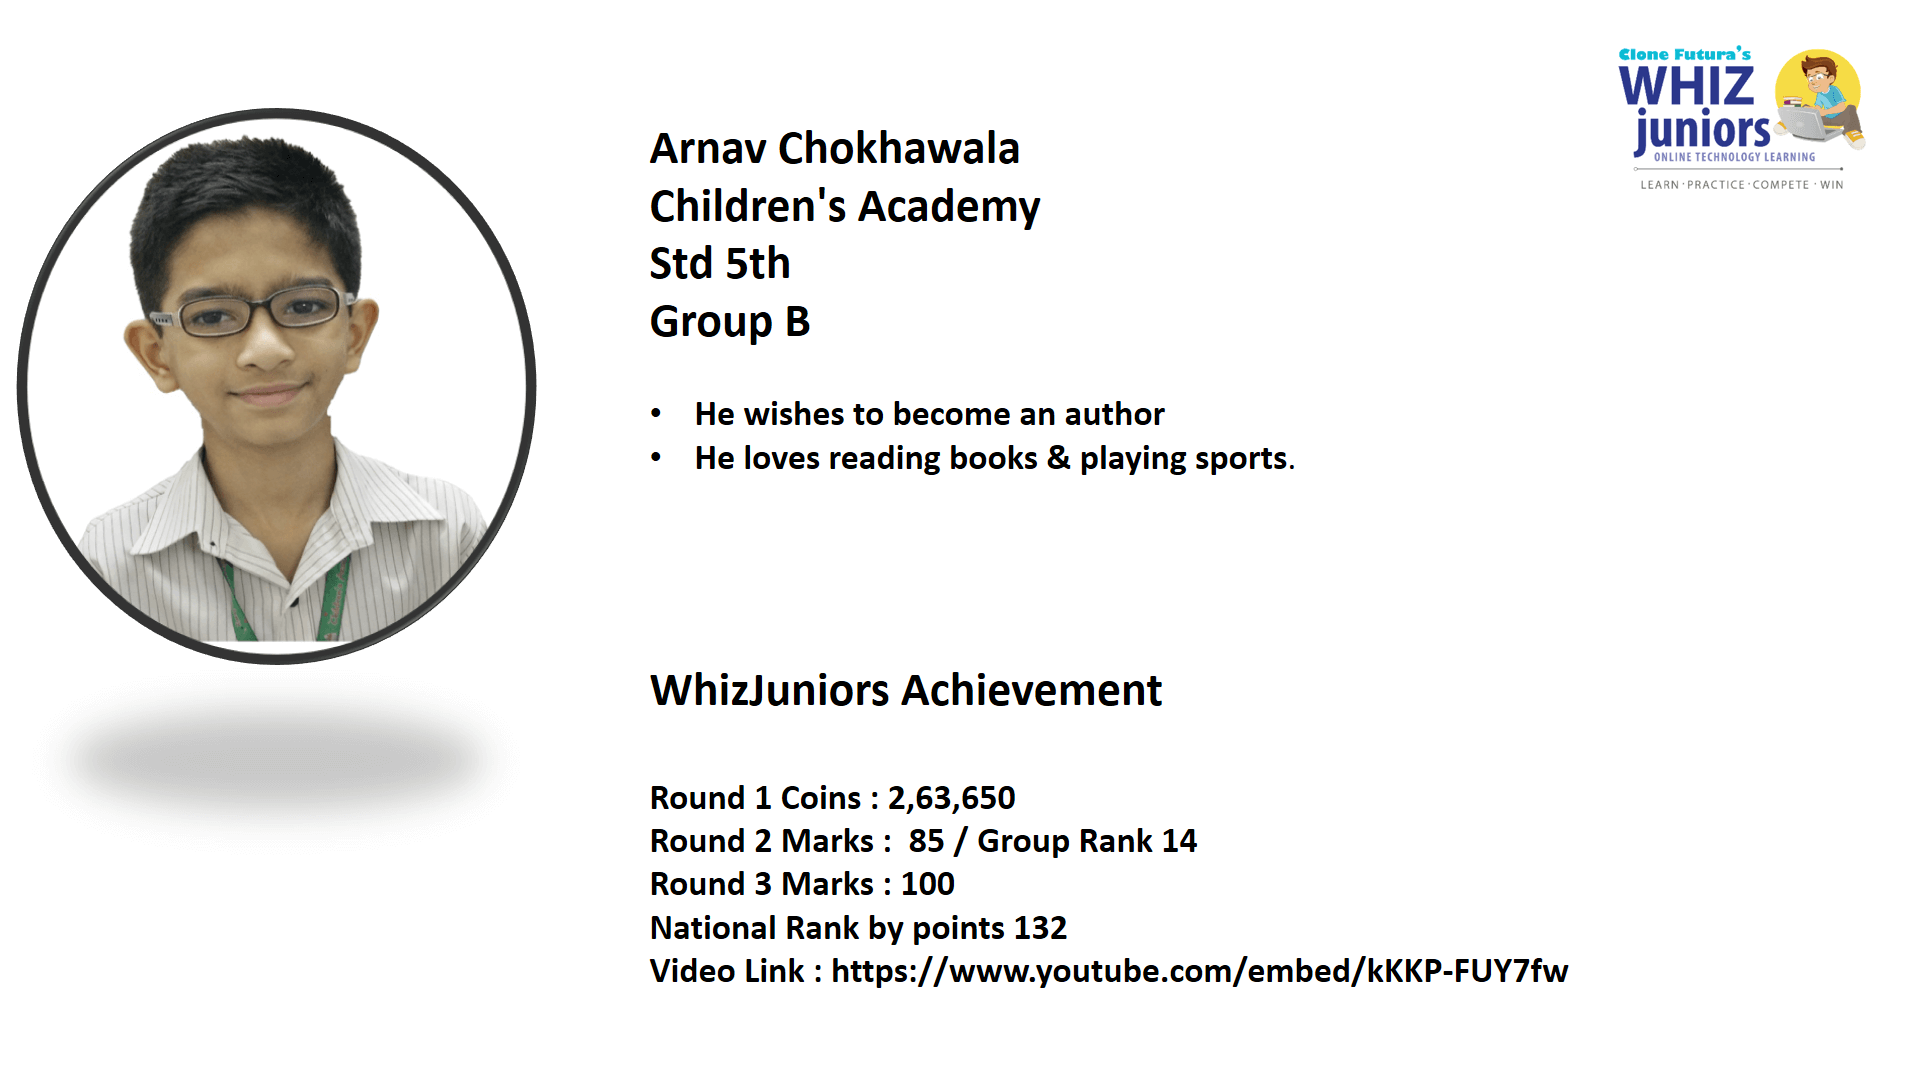 Clone Futura's
WHIZ
juniors
ONLINE TECHNOLOGY LEARNING
LEARN · PRACTICE · COMPETE · WIN
Arnav Chokhawala
Children's Academy
Std 5th
Group B
• He wishes to become an author
• He loves reading books & playing sports.
WhizJuniors Achievement
Round 1 Coins : 2,63,650
Round 2 Marks :  85 / Group Rank 14
Round 3 Marks : 100
National Rank by points 132
Video Link : https://www.youtube.com/embed/kKKP-FUY7fw